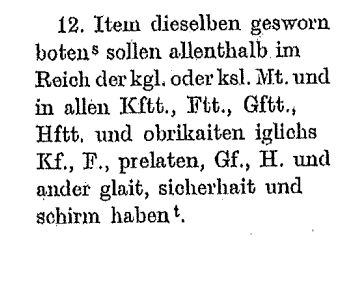 12. Item dieselben gesworn
boten⁠ˢ sollen allenthalb im
Reich der kgl. oder ksl. Mt. und
in allen Kftt., Ftt., Gftt.,
Hftt. und obrikaiten iglichs
Kf., F., prelaten, Gf., H. und
ander glait, sicherhait und
schirm habenᵗ.